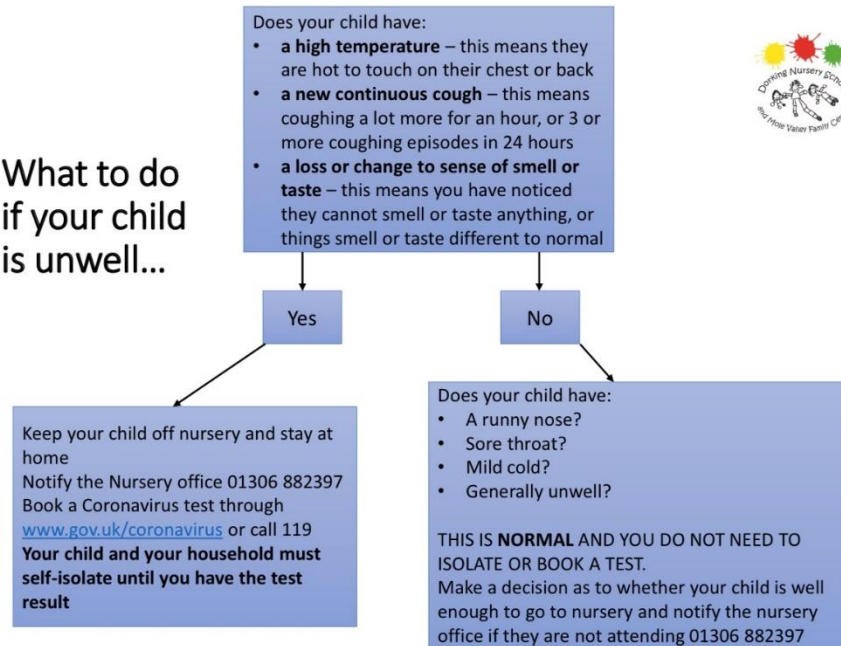 What to do
if your child
is unwell...
Does your child have:
• a high temperature – this means they
are hot to touch on their chest or back
• a new continuous cough – this means
coughing a lot more for an hour, or 3 or
more coughing episodes in 24 hours
• a loss or change to sense of smell or
taste – this means you have noticed
they cannot smell or taste anything, or
things smell or taste different to normal
Dorking Nursery School
and Mole Valley Family
Yes
No
Keep your child off nursery and stay at
home
Notify the Nursery office 01306 882397
Book a Coronavirus test through
www.gov.uk/coronavirus or call 119
Your child and your household must
self-isolate until you have the test
result
Does your child have:
• A runny nose?
• Sore throat?
• Mild cold?
• Generally unwell?
THIS IS NORMAL AND YOU DO NOT NEED TO
ISOLATE OR BOOK A TEST.
Make a decision as to whether your child is well
enough to go to nursery and notify the nursery
office if they are not attending 01306 882397